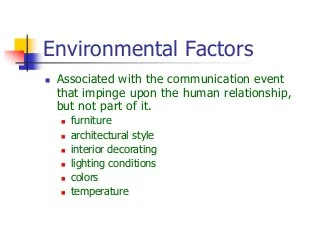 Environmental Factors
Associated with the communication event
that impinge upon the human relationship,
but not part of it.
furniture
architectural style
interior decorating
lighting conditions
colors
temperature